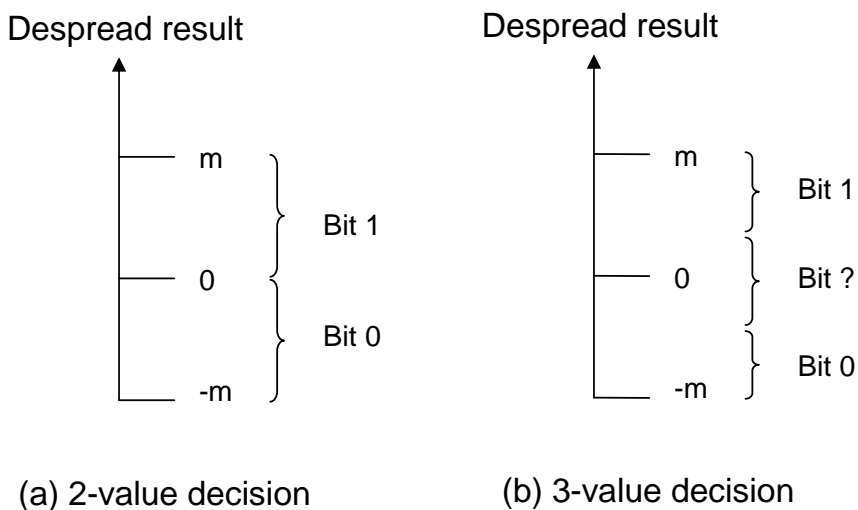 Despread result
m
Bit 1
0
Bit 0
-m
(a) 2-value decision
Despread result
m
Bit 1
0
Bit ?
Bit 0
-m
(b) 3-value decision